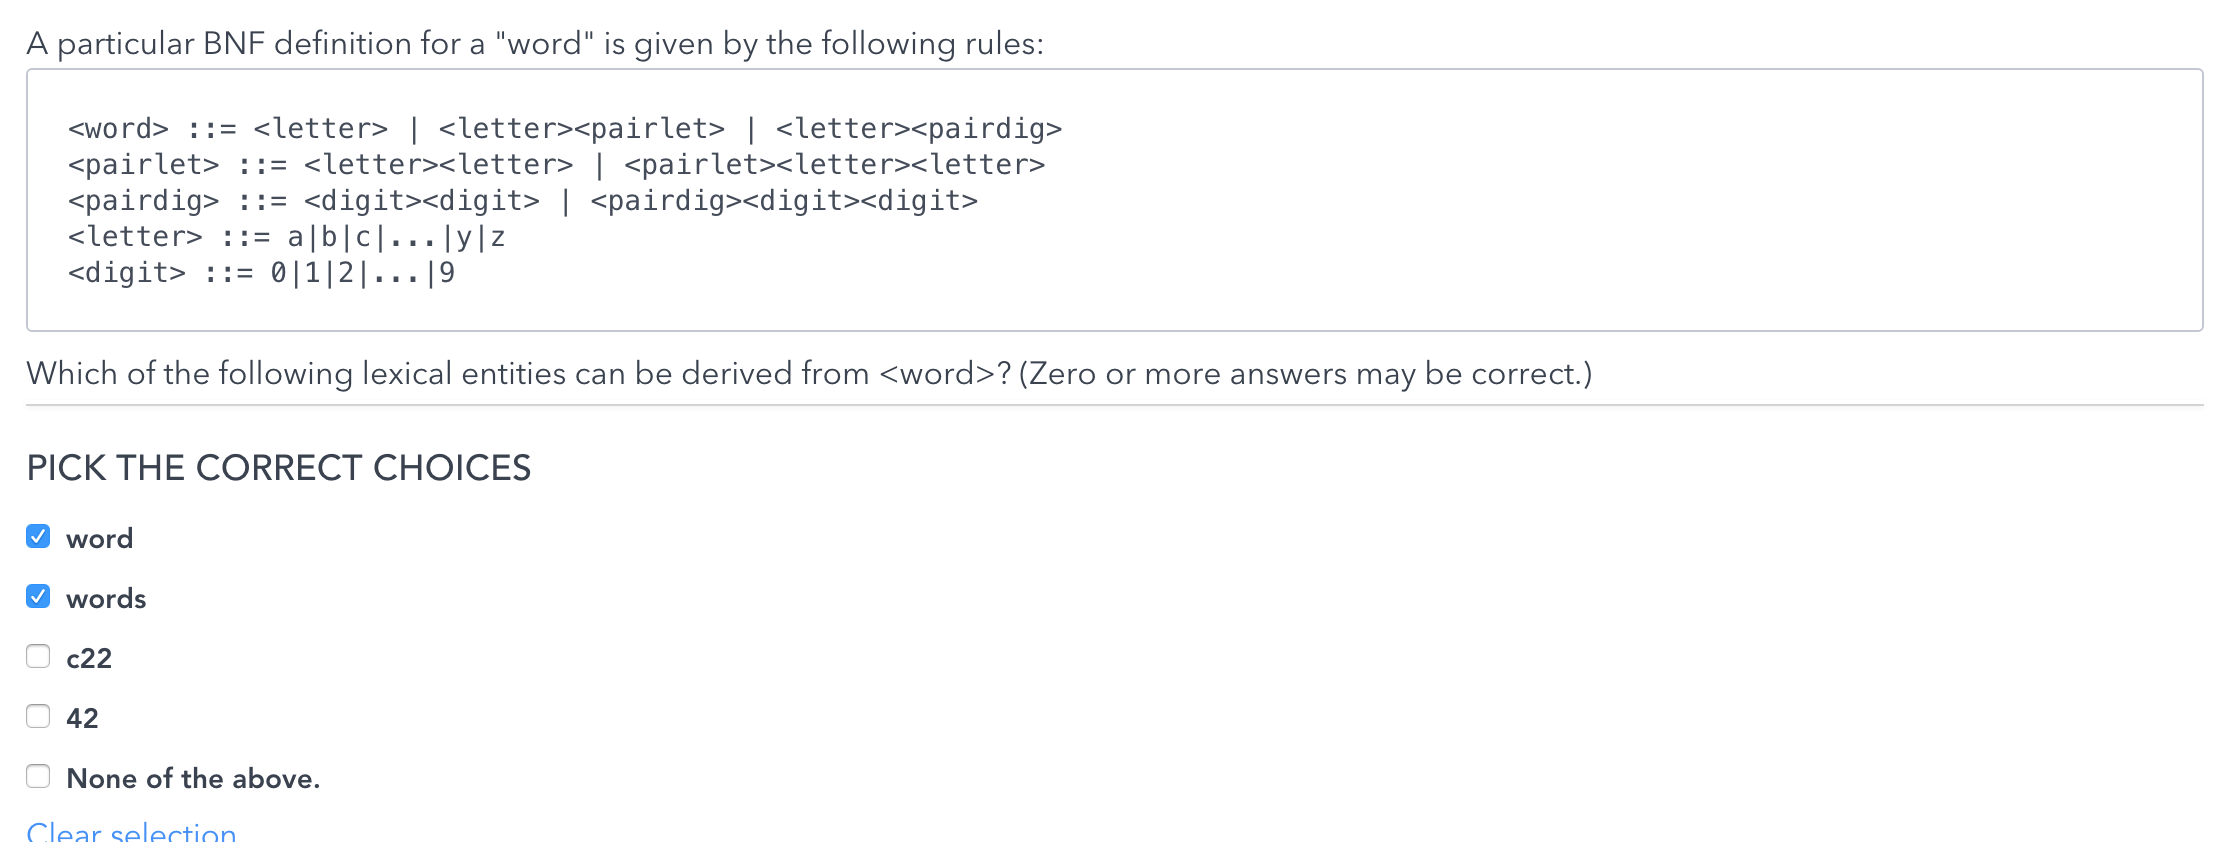 A particular BNF definition for a "word" is given by the following rules:
<word> ::= <letter> | <letter><pairlet> | <letter><pairdig>
<pairlet> ::= <letter><letter> | <pairlet><letter><letter>
<pairdig> ::= <digit><digit> | <pairdig><digit><digit>
<letter> ::= a|b|c|...|y|z
<digit> ::= 0|1|2|...|9
Which of the following lexical entities can be derived from <word>? (Zero or more answers may be correct.)
PICK THE CORRECT CHOICES
word
words
c22
42
None of the above.
Clear selection